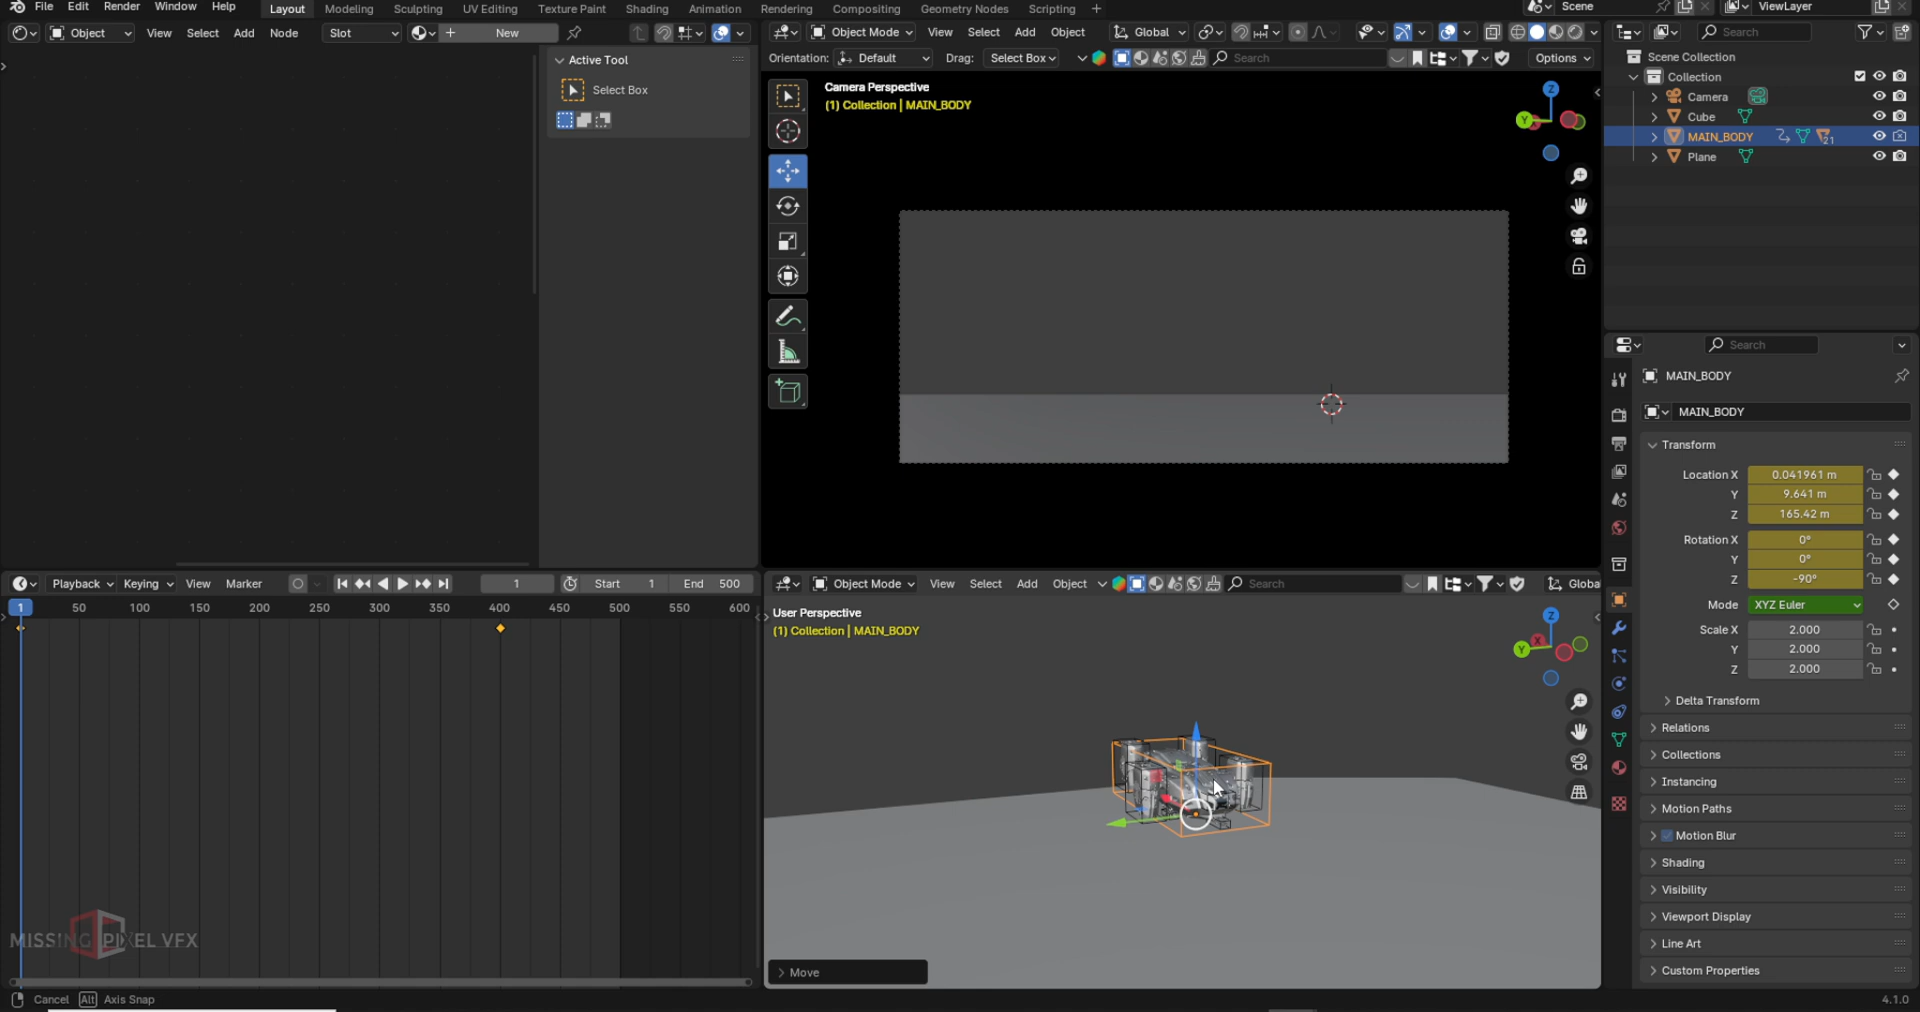 File Edit Render Window Help Layout Modeling Sculpting UV Editing Texture Paint Shading Animation Rendering Compositing Geometry Nodes Scripting + Scene ViewLayer
Object View Select Add Node Slot New
Object Mode View Select Add Object Global
Search
Orientation: Default Drag: Select Box Search Options
Active Tool
Select Box
Camera Perspective
(1) Collection | MAIN_BODY
Z
Y
Scene Collection
Collection
Camera
Cube
MAIN_BODY 21
Plane
Search
MAIN_BODY
MAIN_BODY
Transform
Location X 0.041961 m
Y 9.641 m
Z 165.42 m
Rotation X 0°
Y 0°
Z -90°
Mode XYZ Euler
Scale X 2.000
Y 2.000
Z 2.000
Delta Transform
Relations
Collections
Instancing
Motion Paths
Motion Blur
Shading
Visibility
Viewport Display
Line Art
Custom Properties
Playback Keying View Marker 1 Start 1 End 500
1 50 100 150 200 250 300 350 400 450 500 550 600
Object Mode View Select Add Object Search Globa
User Perspective
(1) Collection | MAIN_BODY
Z
X
Y
Move
MISSING PIXEL VFX
Cancel Alt Axis Snap
4.1.0